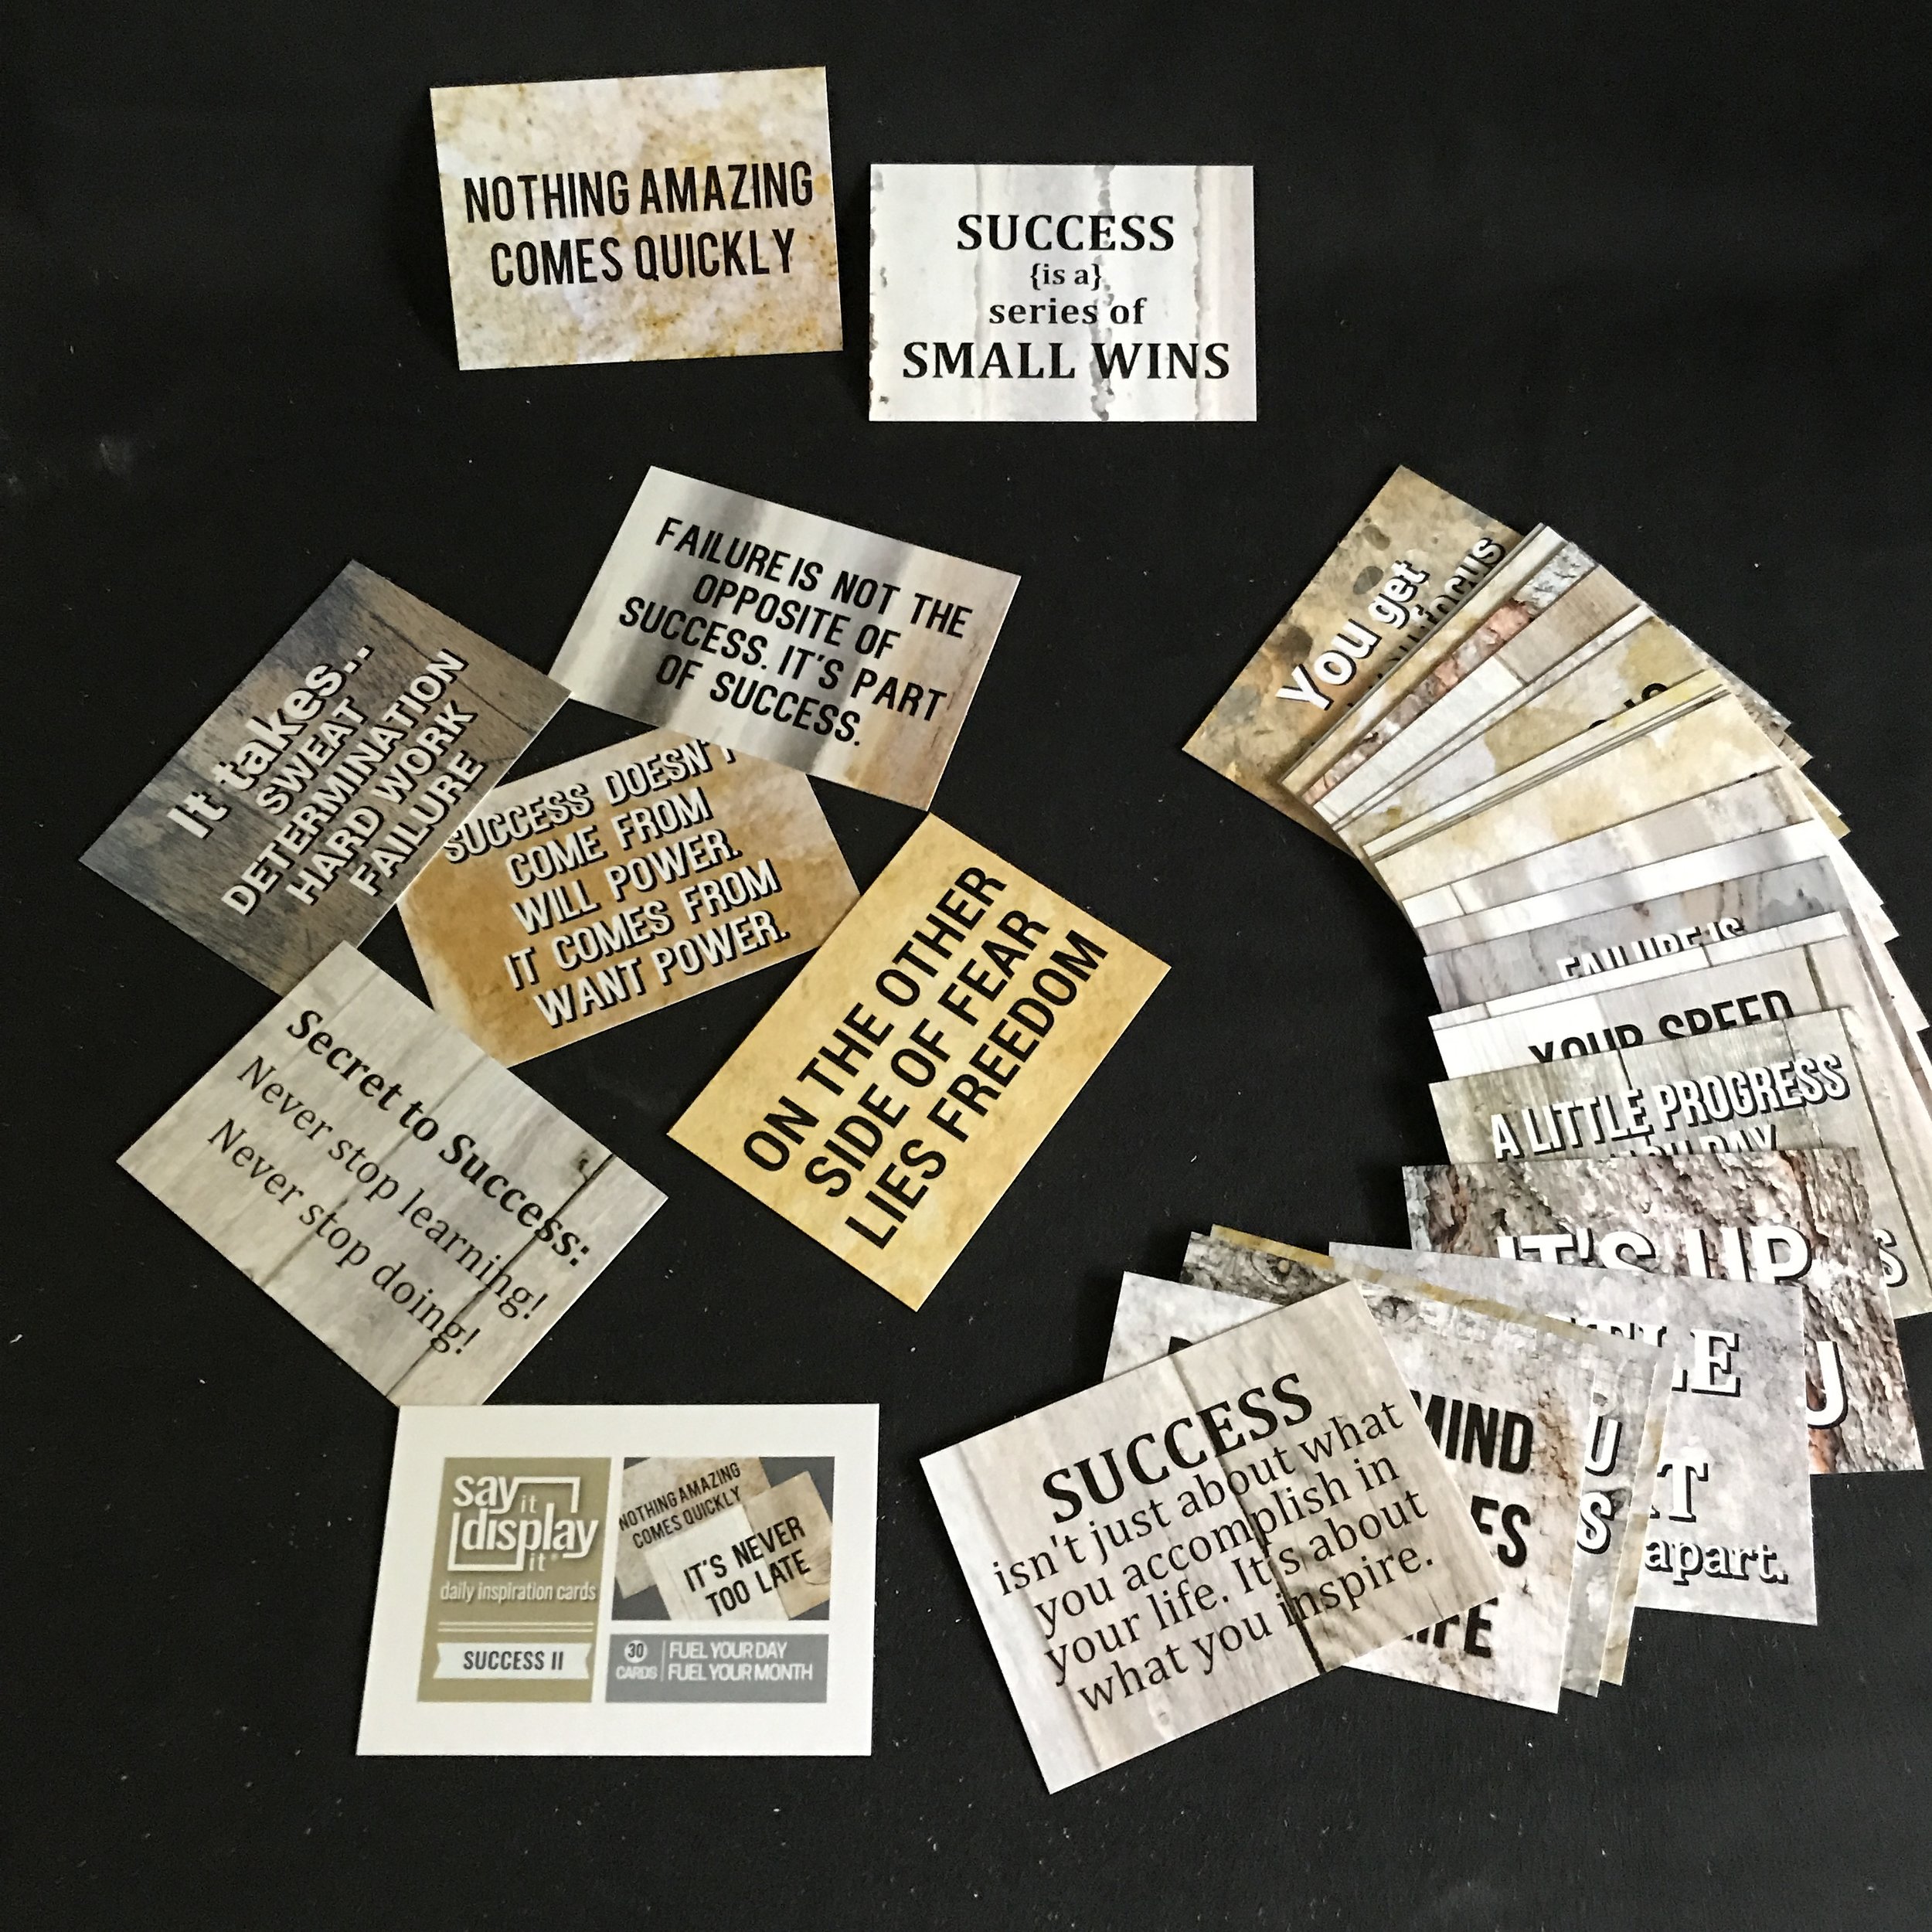 NOTHING AMAZING
COMES QUICKLY
SUCCESS
{is a}
series of
SMALL WINS
FAILURE IS NOT THE
OPPOSITE OF
SUCCESS. IT'S PART
OF SUCCESS.
It takes..
SWEAT
DETERMINATION
HARD WORK
FAILURE
SUCCESS DOESN'T
COME FROM
WILL POWER.
IT COMES FROM
WANT POWER.
ON THE OTHER
SIDE OF FEAR
LIES FREEDOM
Secret to Success:
Never stop learning!
Never stop doing!
say
it
display
it®
daily inspiration cards
SUCCESS II
NOTHING AMAZING
COMES QUICKLY
IT'S NEVER
TOO LATE
30
CARDS
FUEL YOUR DAY
FUEL YOUR MONTH
You get
focus
FAILURE IS
YOUR SPEED
A LITTLE PROGRESS
DAY
IT'S UP
apart.
MIND
SUCCESS
isn't just about what
you accomplish in
your life. It's about
what you inspire.